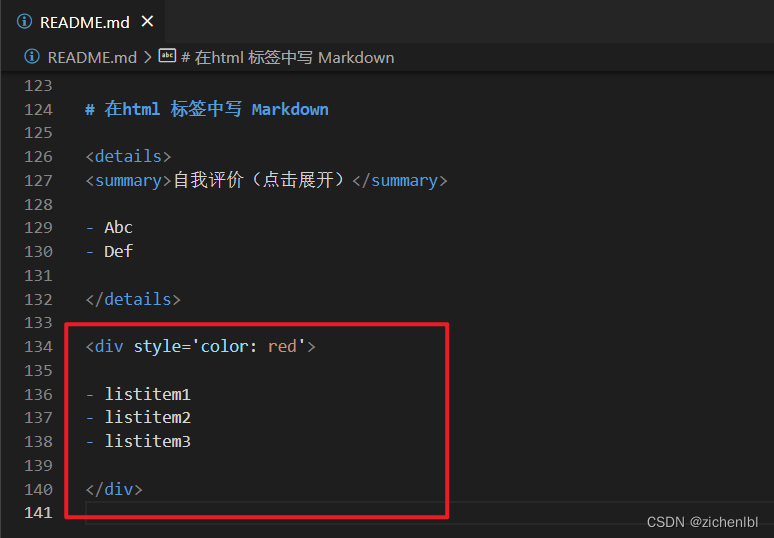 README.md ×
README.md > # 在html 标签中写 Markdown
123
124 # 在html 标签中写 Markdown
125
126 <details>
127 <summary>自我评价（点击展开）</summary>
128
129 - Abc
130 - Def
131
132 </details>
133
134 <div style='color: red'>
135
136 - listitem1
137 - listitem2
138 - listitem3
139
140 </div>
141
CSDN @zichenlbl